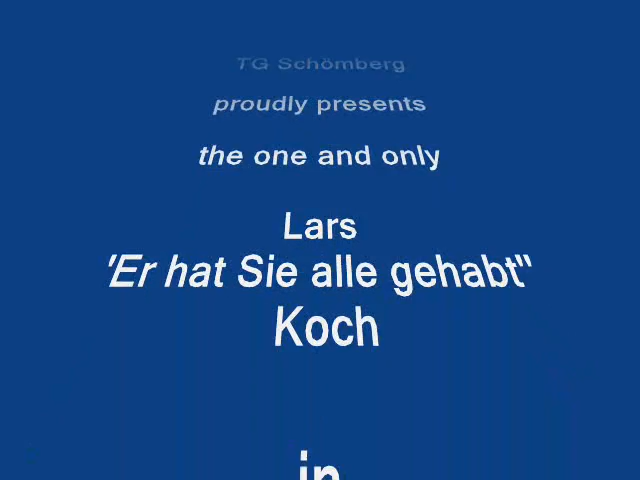 TG Schömberg
proudly presents
the one and only
Lars
'Er hat Sie alle gehabt"
Koch
in